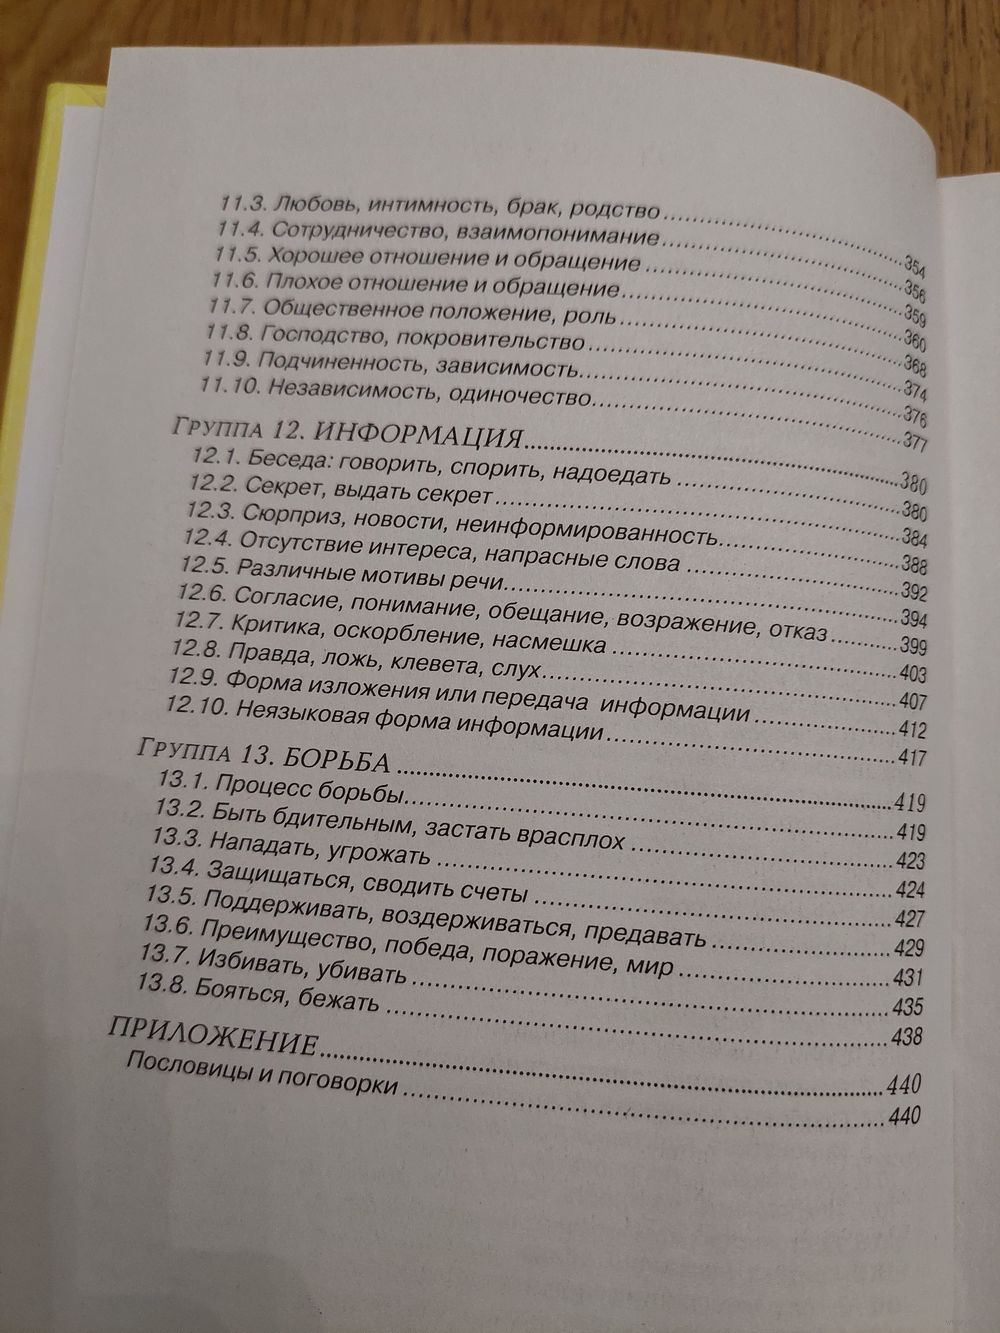 11.3. Любовь, интимность, брак, родство ........ 354
11.4. Сотрудничество, взаимопонимание ........ 356
11.5. Хорошее отношение и обращение ........ 359
11.6. Плохое отношение и обращение ........ 360
11.7. Общественное положение, роль ........ 368
11.8. Господство, покровительство ........ 374
11.9. Подчиненность, зависимость ........ 376
11.10. Независимость, одиночество ........ 377
ГРУППА 12. ИНФОРМАЦИЯ ........ 380
12.1. Беседа: говорить, спорить, надоедать ........ 380
12.2. Секрет, выдать секрет ........ 384
12.3. Сюрприз, новости, неинформированность ........ 388
12.4. Отсутствие интереса, напрасные слова ........ 392
12.5. Различные мотивы речи ........ 394
12.6. Согласие, понимание, обещание, возражение, отказ ........ 399
12.7. Критика, оскорбление, насмешка ........ 403
12.8. Правда, ложь, клевета, слух ........ 407
12.9. Форма изложения или передача информации ........ 412
12.10. Неязыковая форма информации ........ 417
ГРУППА 13. БОРЬБА ........ 419
13.1. Процесс борьбы ........ 419
13.2. Быть бдительным, застать врасплох ........ 423
13.3. Нападать, угрожать ........ 424
13.4. Защищаться, сводить счеты ........ 427
13.5. Поддерживать, воздерживаться, предавать ........ 429
13.6. Преимущество, победа, поражение, мир ........ 431
13.7. Избивать, убивать ........ 435
13.8. Бояться, бежать ........ 438
ПРИЛОЖЕНИЕ ........ 440
Пословицы и поговорки ........ 440